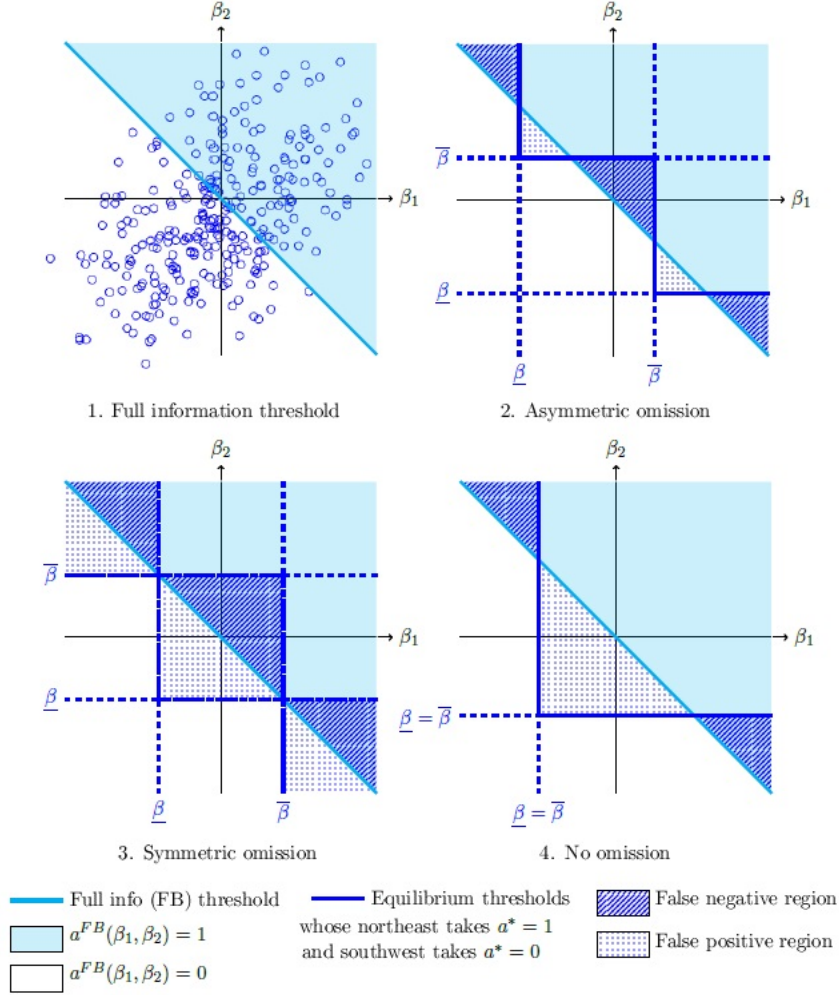 β₂
β₁
1. Full information threshold
β₂
β̅
β₁
β̲
β̲ β̅
2. Asymmetric omission
β₂
β̅
β₁
β̲
β̲ β̅
3. Symmetric omission
β₂
β₁
β̲ = β̅
β̲ = β̅
4. No omission
Full info (FB) threshold
a^{FB}(β₁, β₂) = 1
a^{FB}(β₁, β₂) = 0
Equilibrium thresholds
whose northeast takes a* = 1
and southwest takes a* = 0
False negative region
False positive region